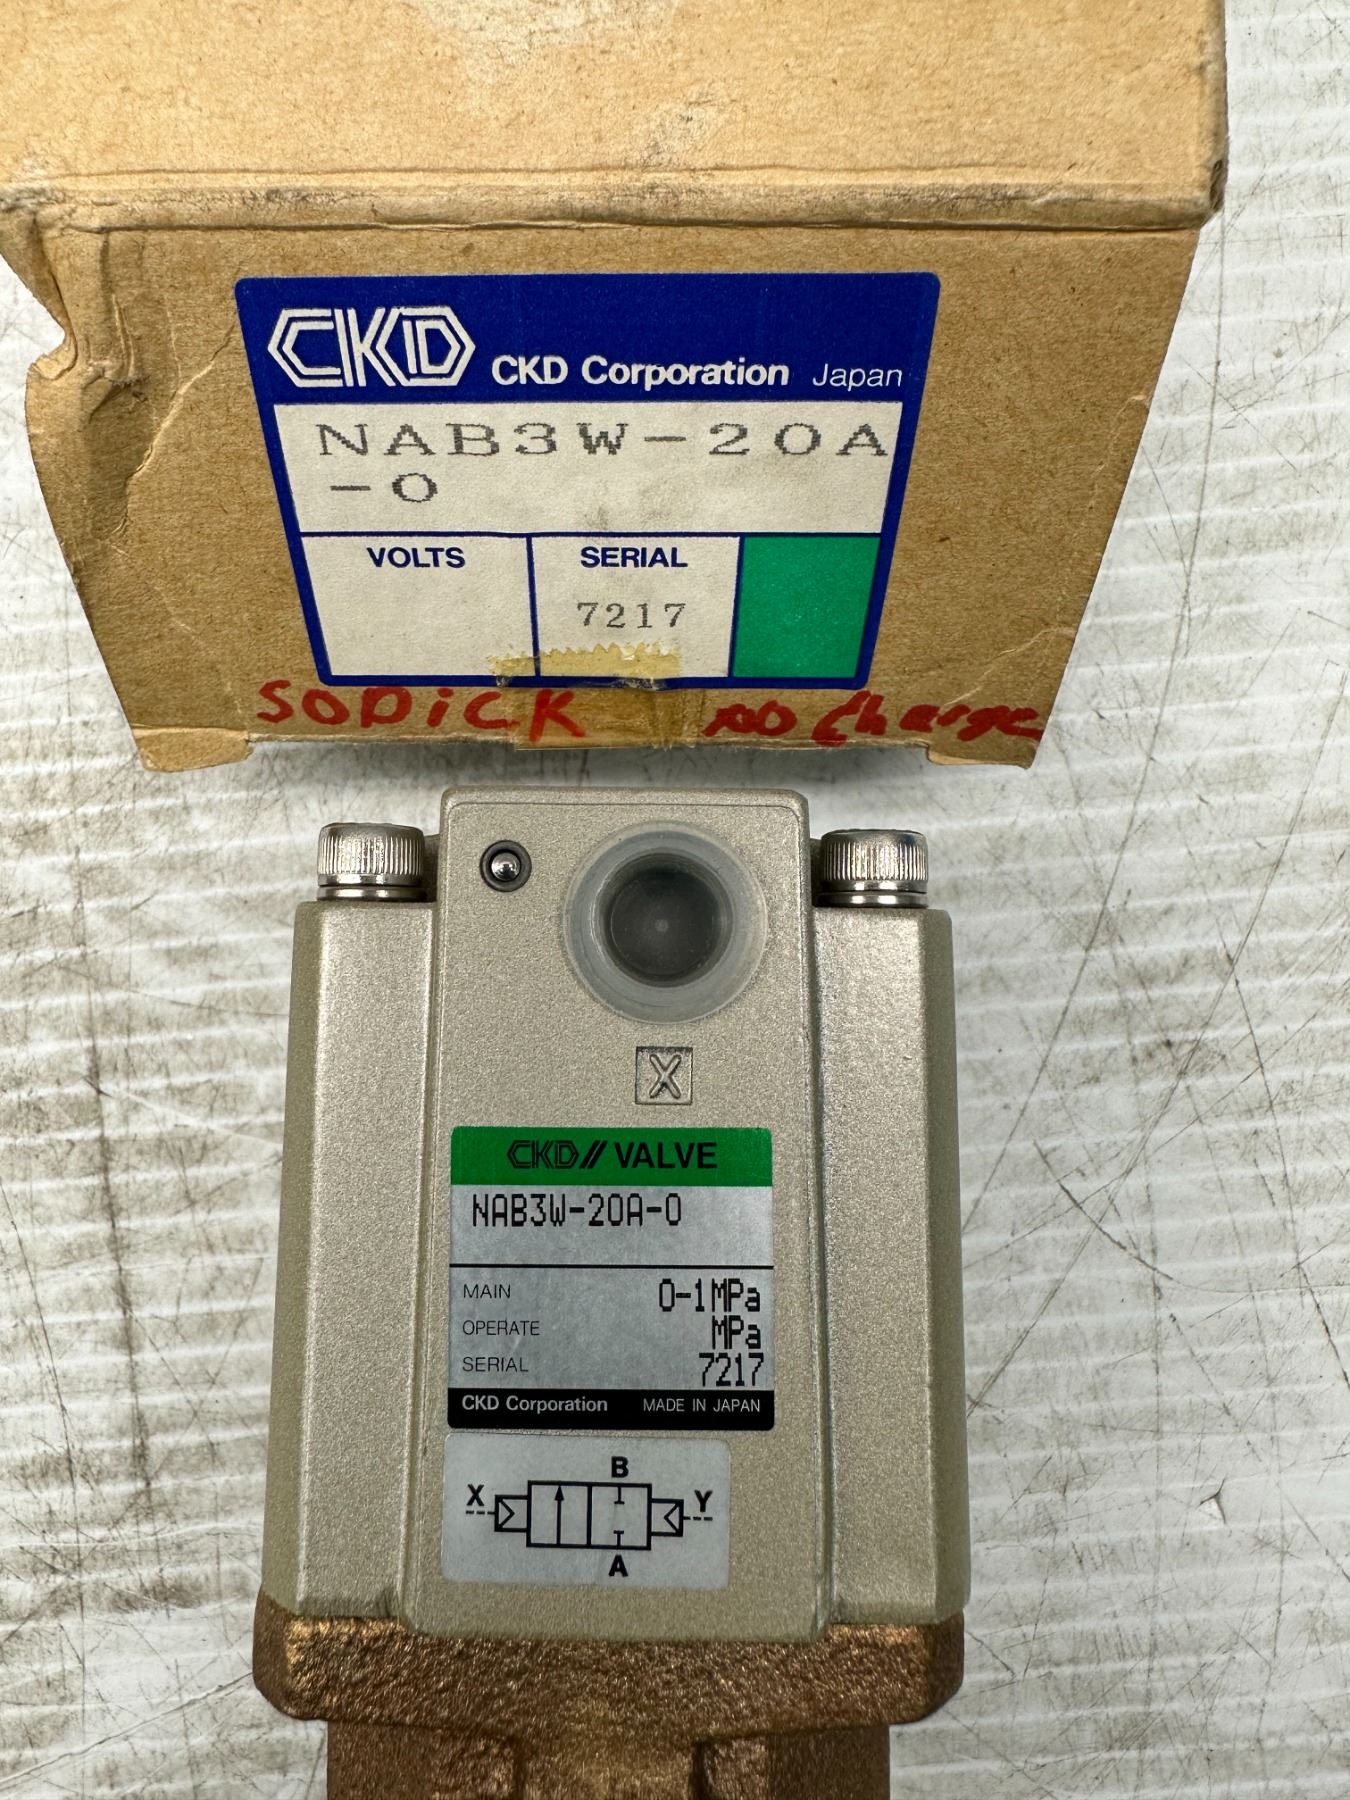 CKD CKD Corporation Japan
NAB3W-20A
-0
VOLTS SERIAL
7217
SODiCK no Charge
X
CKD// VALVE
NAB3W-20A-0
MAIN 0-1MPa
OPERATE MPa
SERIAL 7217
CKD Corporation MADE IN JAPAN
B
X Y
A